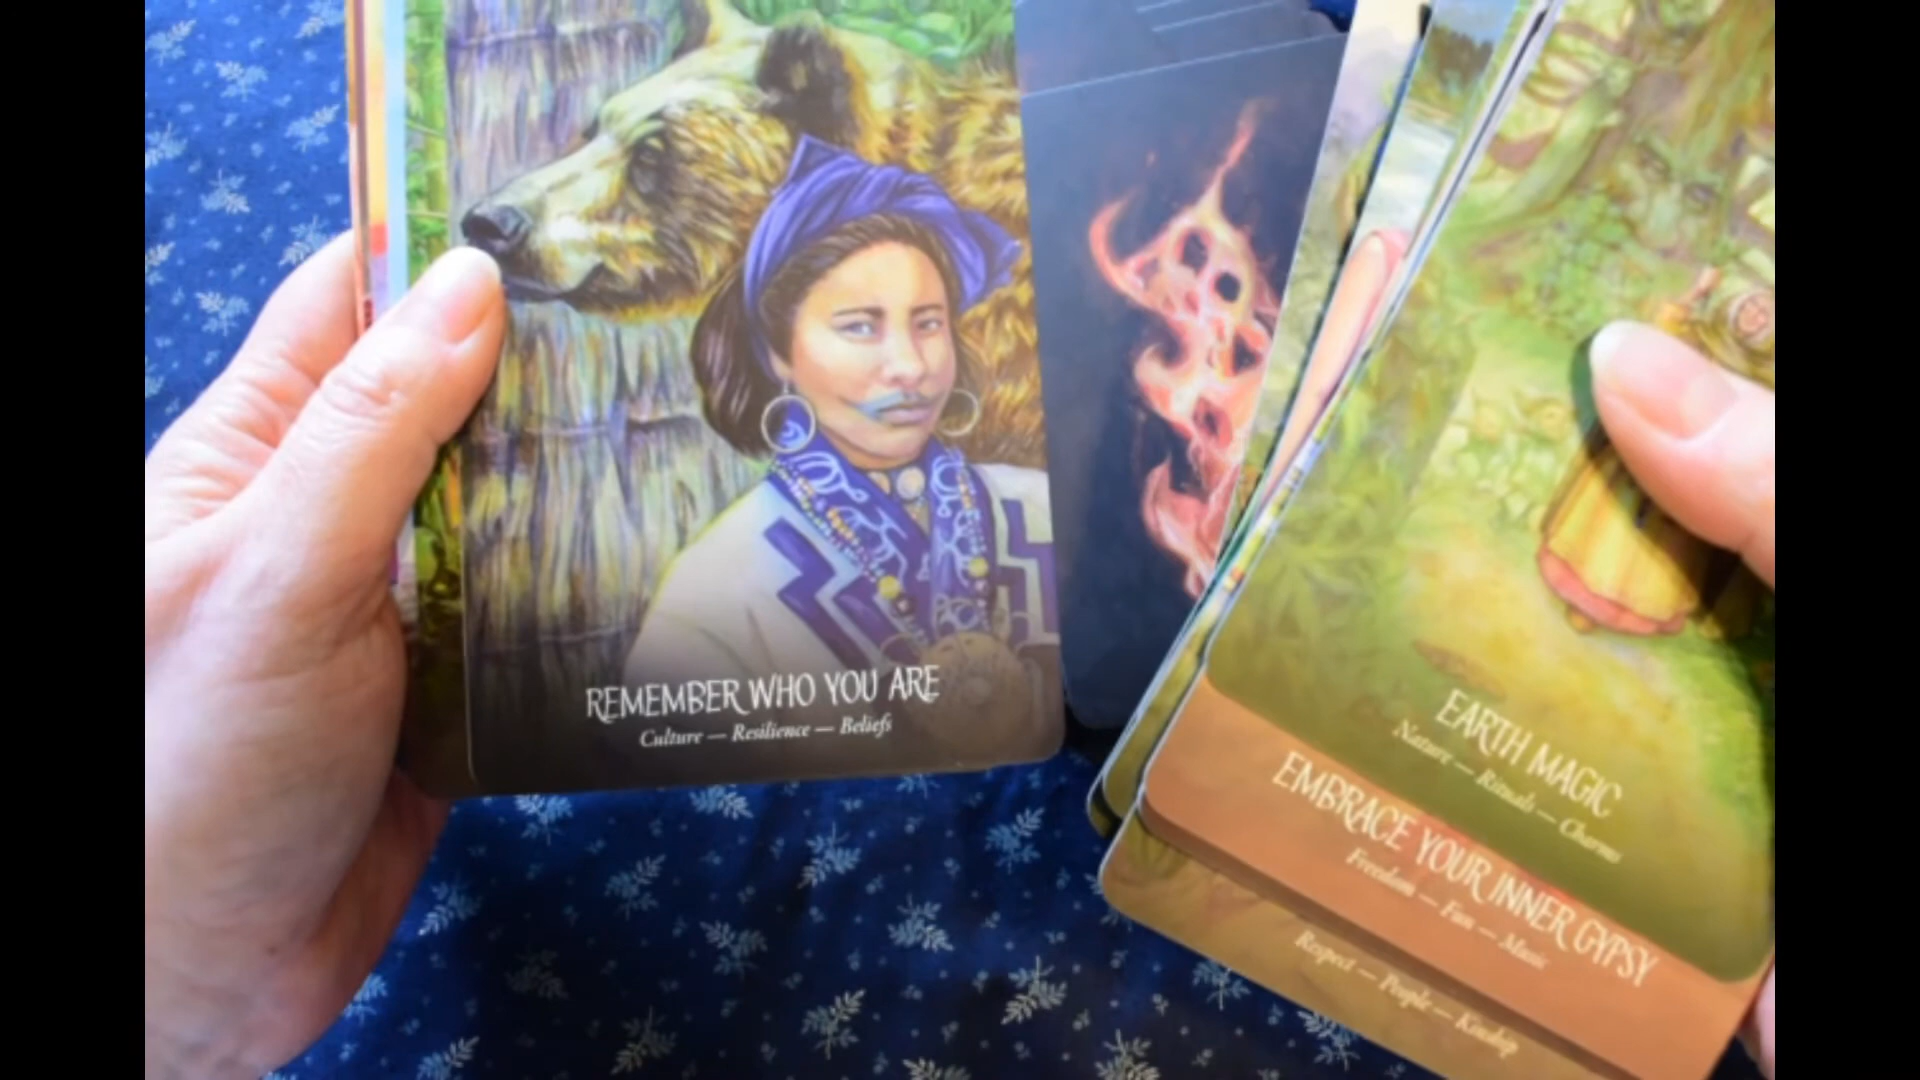 REMEMBER WHO YOU ARE
Culture — Resilience — Beliefs
EARTH MAGIC
Nature — Rituals — Charms
EMBRACE YOUR INNER GYPSY
Freedom — Fun — Music
Respect — People — Kinship